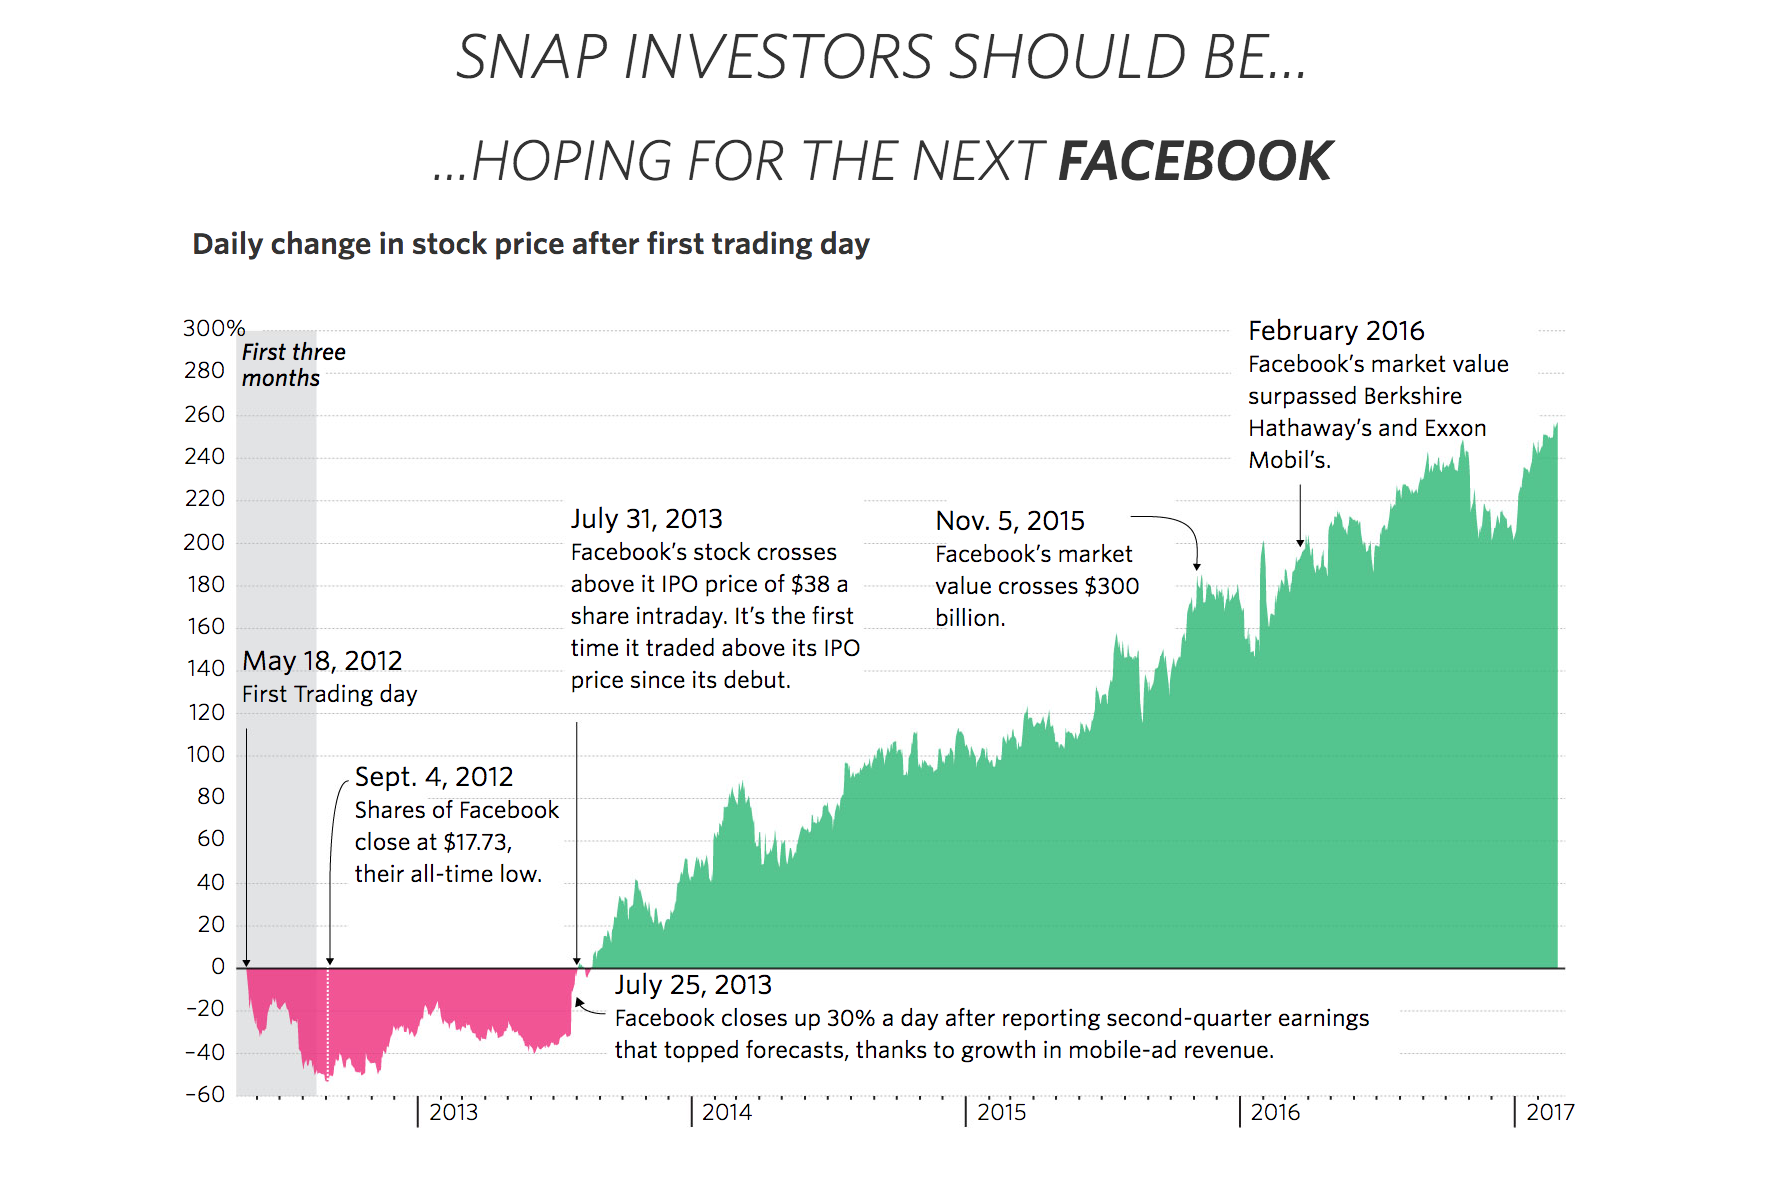 SNAP INVESTORS SHOULD BE...
...HOPING FOR THE NEXT FACEBOOK
Daily change in stock price after first trading day
300%
280
260
240
220
200
180
160
140
120
100
80
60
40
20
0
−20
−40
−60
First three
months
May 18, 2012
First Trading day
Sept. 4, 2012
Shares of Facebook
close at $17.73,
their all-time low.
July 31, 2013
Facebook's stock crosses
above it IPO price of $38 a
share intraday. It's the first
time it traded above its IPO
price since its debut.
July 25, 2013
Facebook closes up 30% a day after reporting second-quarter earnings
that topped forecasts, thanks to growth in mobile-ad revenue.
Nov. 5, 2015
Facebook's market
value crosses $300
billion.
February 2016
Facebook's market value
surpassed Berkshire
Hathaway's and Exxon
Mobil's.
2013
2014
2015
2016
2017